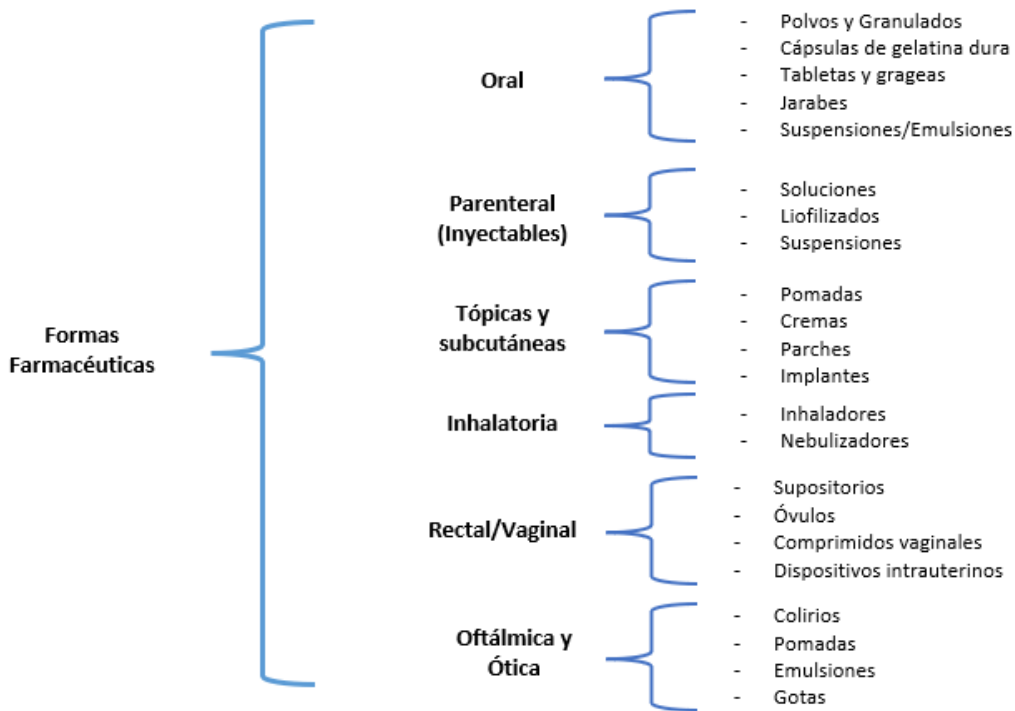 Formas
Farmacéuticas
Oral
- Polvos y Granulados
- Cápsulas de gelatina dura
- Tabletas y grageas
- Jarabes
- Suspensiones/Emulsiones
Parenteral
(Inyectables)
- Soluciones
- Liofilizados
- Suspensiones
Tópicas y
subcutáneas
- Pomadas
- Cremas
- Parches
- Implantes
Inhalatoria
- Inhaladores
- Nebulizadores
Rectal/Vaginal
- Supositorios
- Óvulos
- Comprimidos vaginales
- Dispositivos intrauterinos
Oftálmica y
Ótica
- Colirios
- Pomadas
- Emulsiones
- Gotas